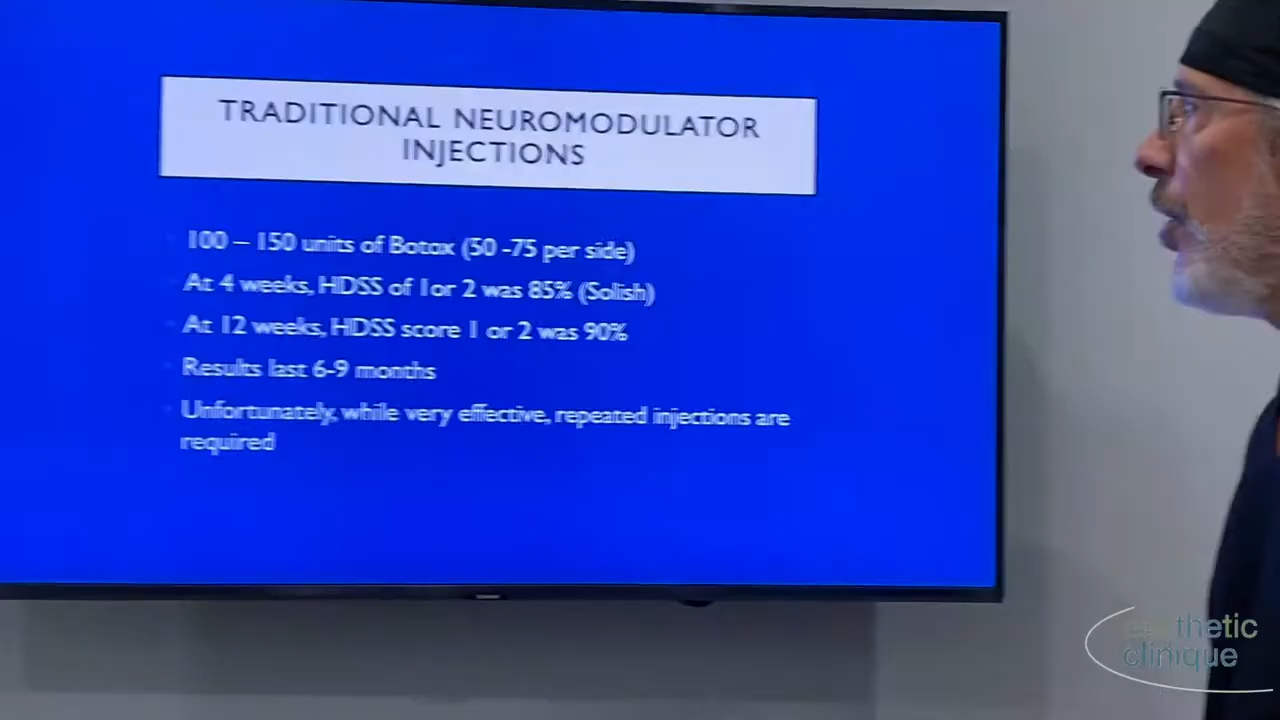 TRADITIONAL NEUROMODULATOR
INJECTIONS
100 – 150 units of Botox (50 -75 per side)
At 4 weeks, HDSS of 1or 2 was 85% (Solish)
At 12 weeks, HDSS score 1 or 2 was 90%
Results last 6-9 months
Unfortunately, while very effective, repeated injections are
required
aesthetic
clinique